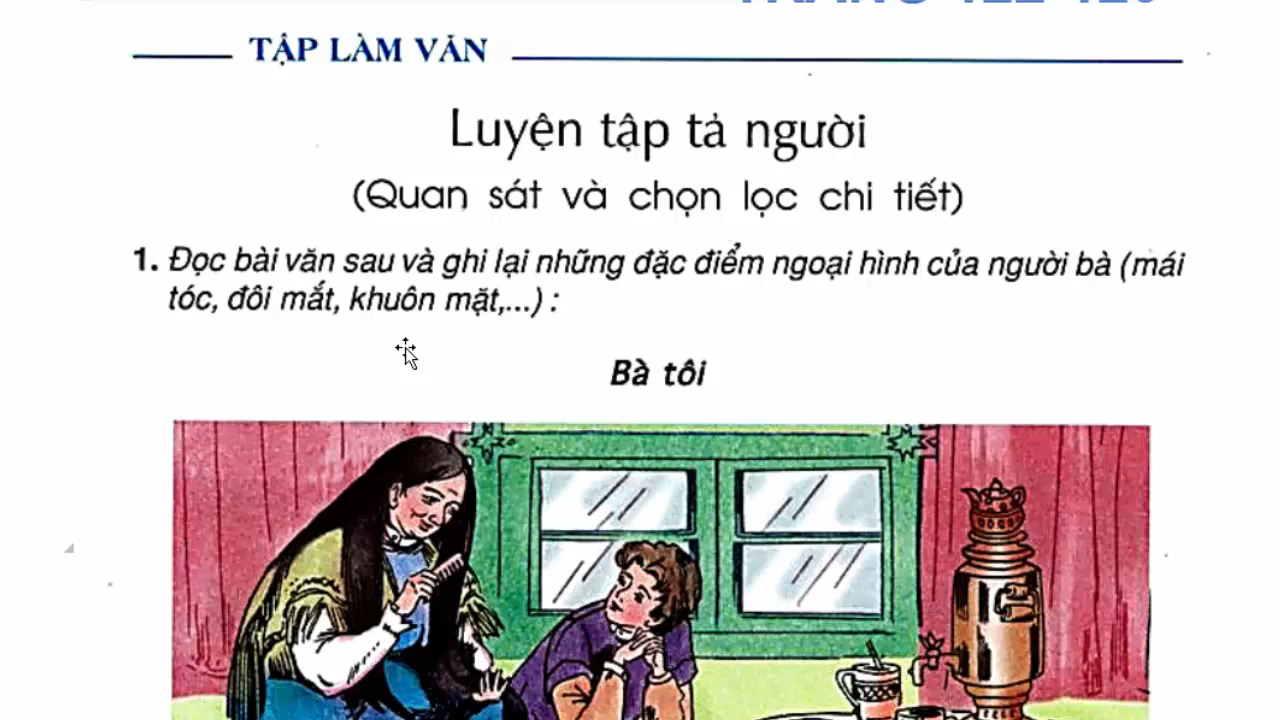 TẬP LÀM VĂN
Luyện tập tả người
(Quan sát và chọn lọc chi tiết)
1. Đọc bài văn sau và ghi lại những đặc điểm ngoại hình của người bà (mái
tóc, đôi mắt, khuôn mặt,...) :
Bà tôi